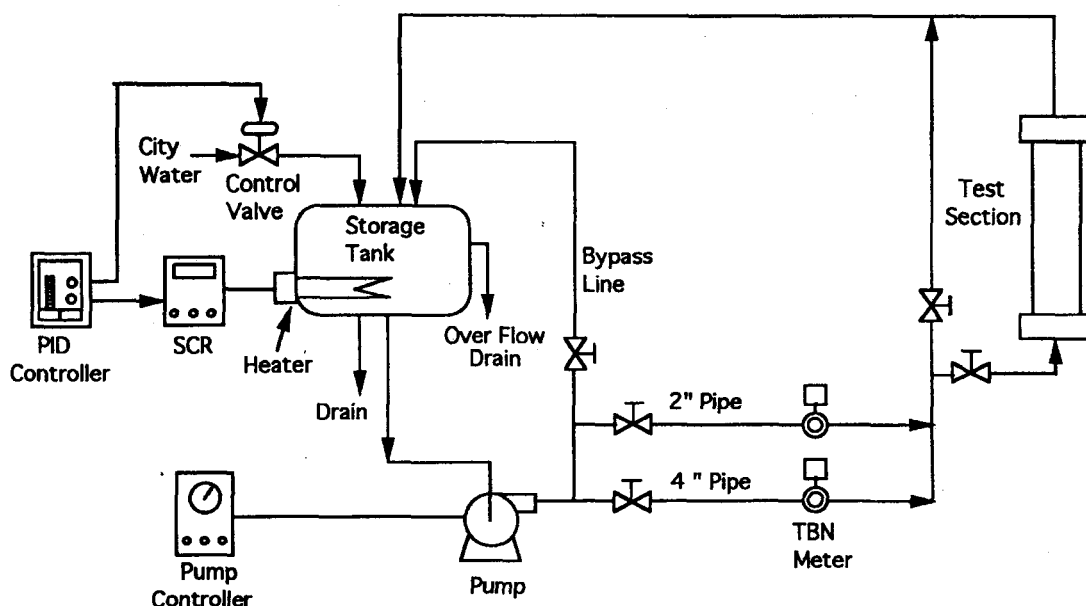 City
Water
Control
Valve
Storage
Tank
Test
Section
Bypass
Line
PID
Controller
SCR
Heater
Over Flow
Drain
Drain
2" Pipe
4 " Pipe
TBN
Meter
Pump
Controller
Pump